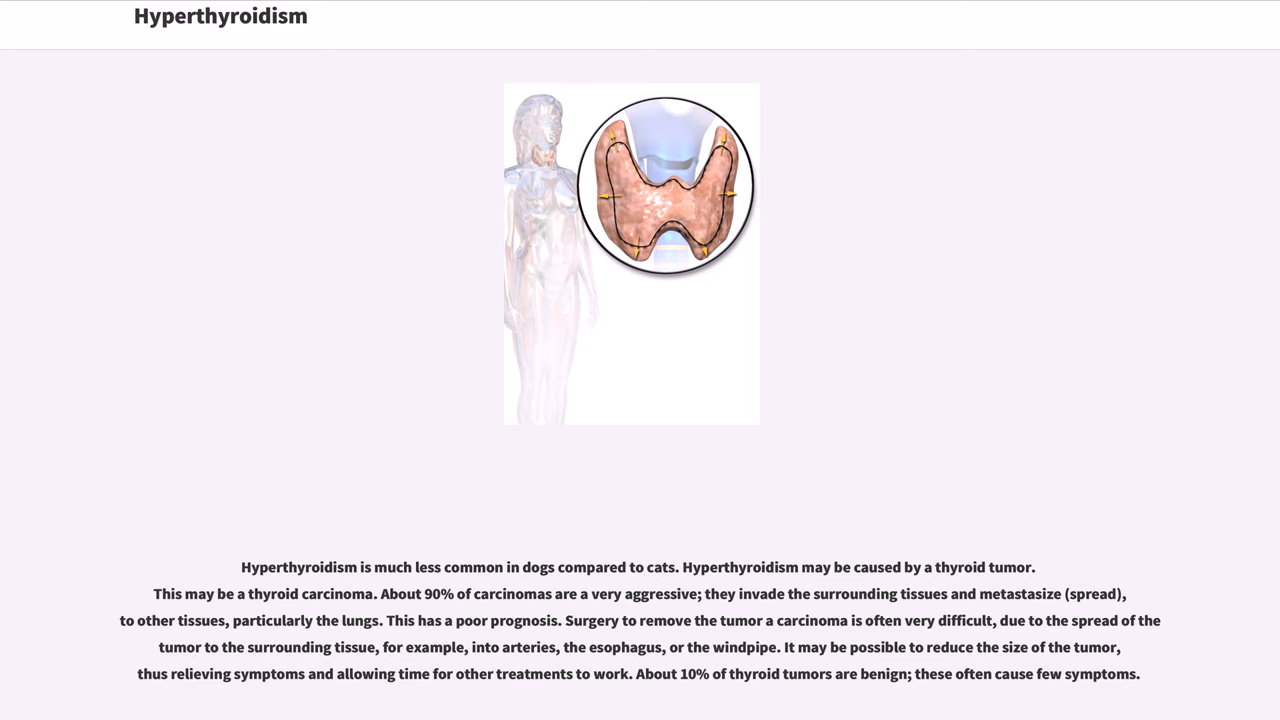 Hyperthyroidism
Hyperthyroidism is much less common in dogs compared to cats. Hyperthyroidism may be caused by a thyroid tumor.
This may be a thyroid carcinoma. About 90% of carcinomas are a very aggressive; they invade the surrounding tissues and metastasize (spread),
to other tissues, particularly the lungs. This has a poor prognosis. Surgery to remove the tumor a carcinoma is often very difficult, due to the spread of the
tumor to the surrounding tissue, for example, into arteries, the esophagus, or the windpipe. It may be possible to reduce the size of the tumor,
thus relieving symptoms and allowing time for other treatments to work. About 10% of thyroid tumors are benign; these often cause few symptoms.